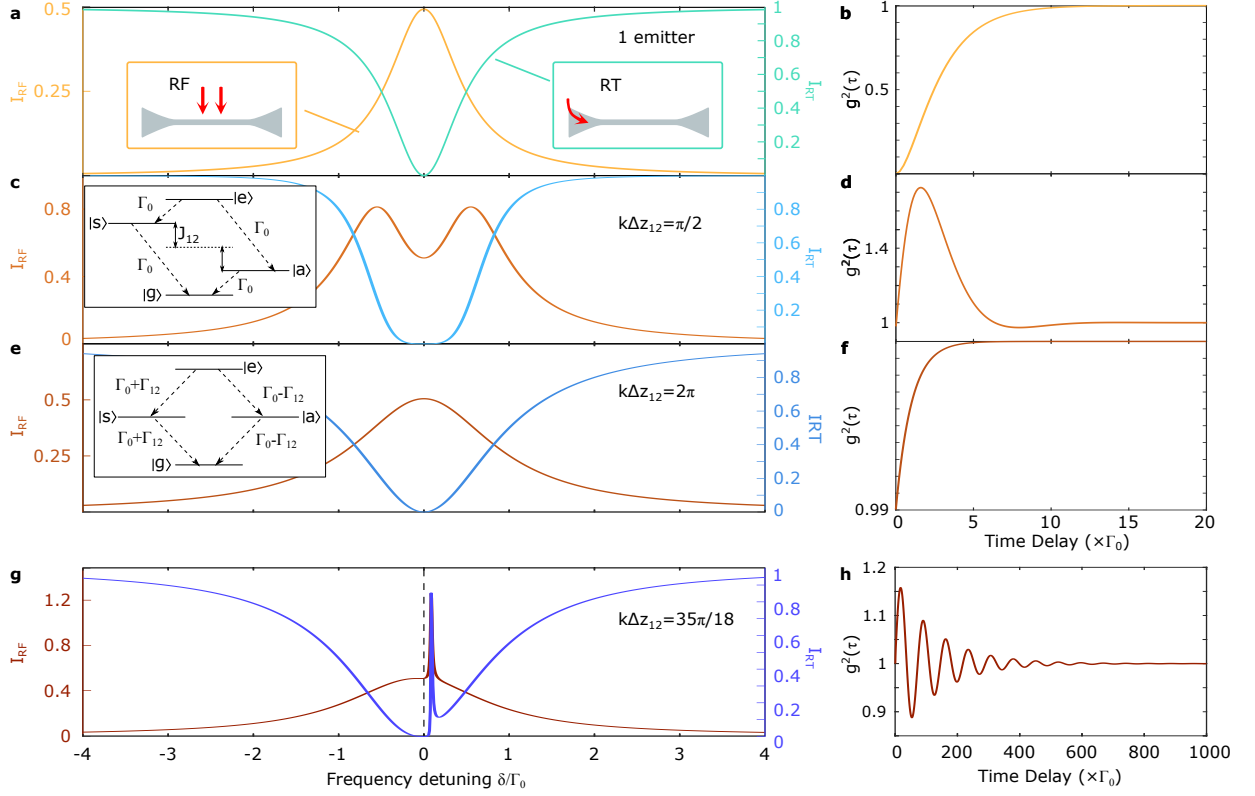 a
0.5
0.25
I_RF
RF
1 emitter
RT
1
0.8
0.6
0.4
0.2
0
I_RT
b
1
0.5
0
g²(τ)
c
0.8
0.4
0
I_RF
|e⟩
Γ₀
|s⟩
J₁₂
Γ₀
Γ₀
|a⟩
Γ₀
|g⟩
kΔz₁₂=π/2
1
0.8
0.6
0.4
0.2
I_RT
d
1.4
1
g²(τ)
e
0.5
0.25
I_RF
|e⟩
Γ₀+Γ₁₂
Γ₀-Γ₁₂
|s⟩
|a⟩
Γ₀+Γ₁₂
Γ₀-Γ₁₂
|g⟩
kΔz₁₂=2π
0.8
0.6
0.4
0.2
0
IRT
f
0.99
g²(τ)
0 5 10 15 20
Time Delay (×Γ₀)
g
1.2
0.8
0.4
0
I_RF
kΔz₁₂=35π/18
1
0.8
0.6
0.4
0.2
0
I_RT
-4 -3 -2 -1 0 1 2 3 4
Frequency detuning δ/Γ₀
h
1.2
1.1
1
0.9
g²(τ)
0 200 400 600 800 1000
Time Delay (×Γ₀)